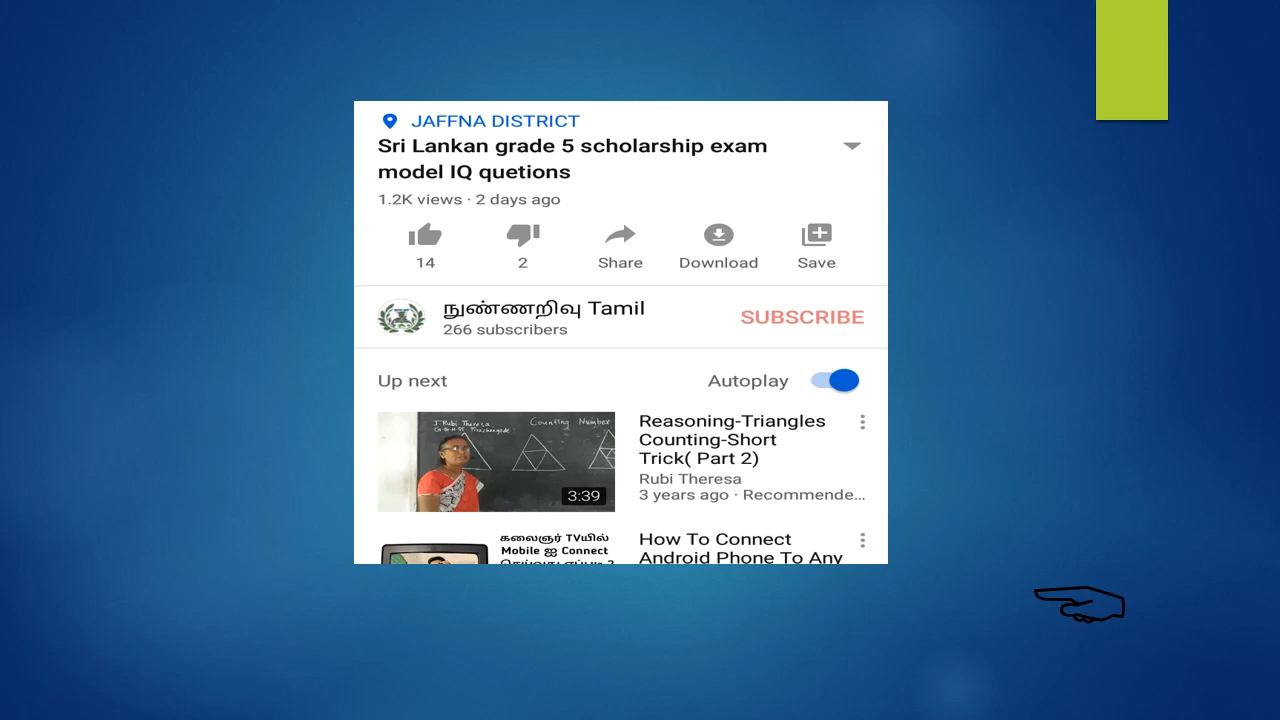 JAFFNA DISTRICT
Sri Lankan grade 5 scholarship exam
model IQ quetions
1.2K views · 2 days ago
14
2
Share
Download
Save
நுண்ணறிவு Tamil
266 subscribers
SUBSCRIBE
Up next
Autoplay
J Rubi Theresa
Counting Number
3:39
Reasoning-Triangles
Counting-Short
Trick( Part 2)
Rubi Theresa
3 years ago · Recommende...
கலைஞர் TVயில்
Mobile ஐ Connect
How To Connect
Android Phone To Any